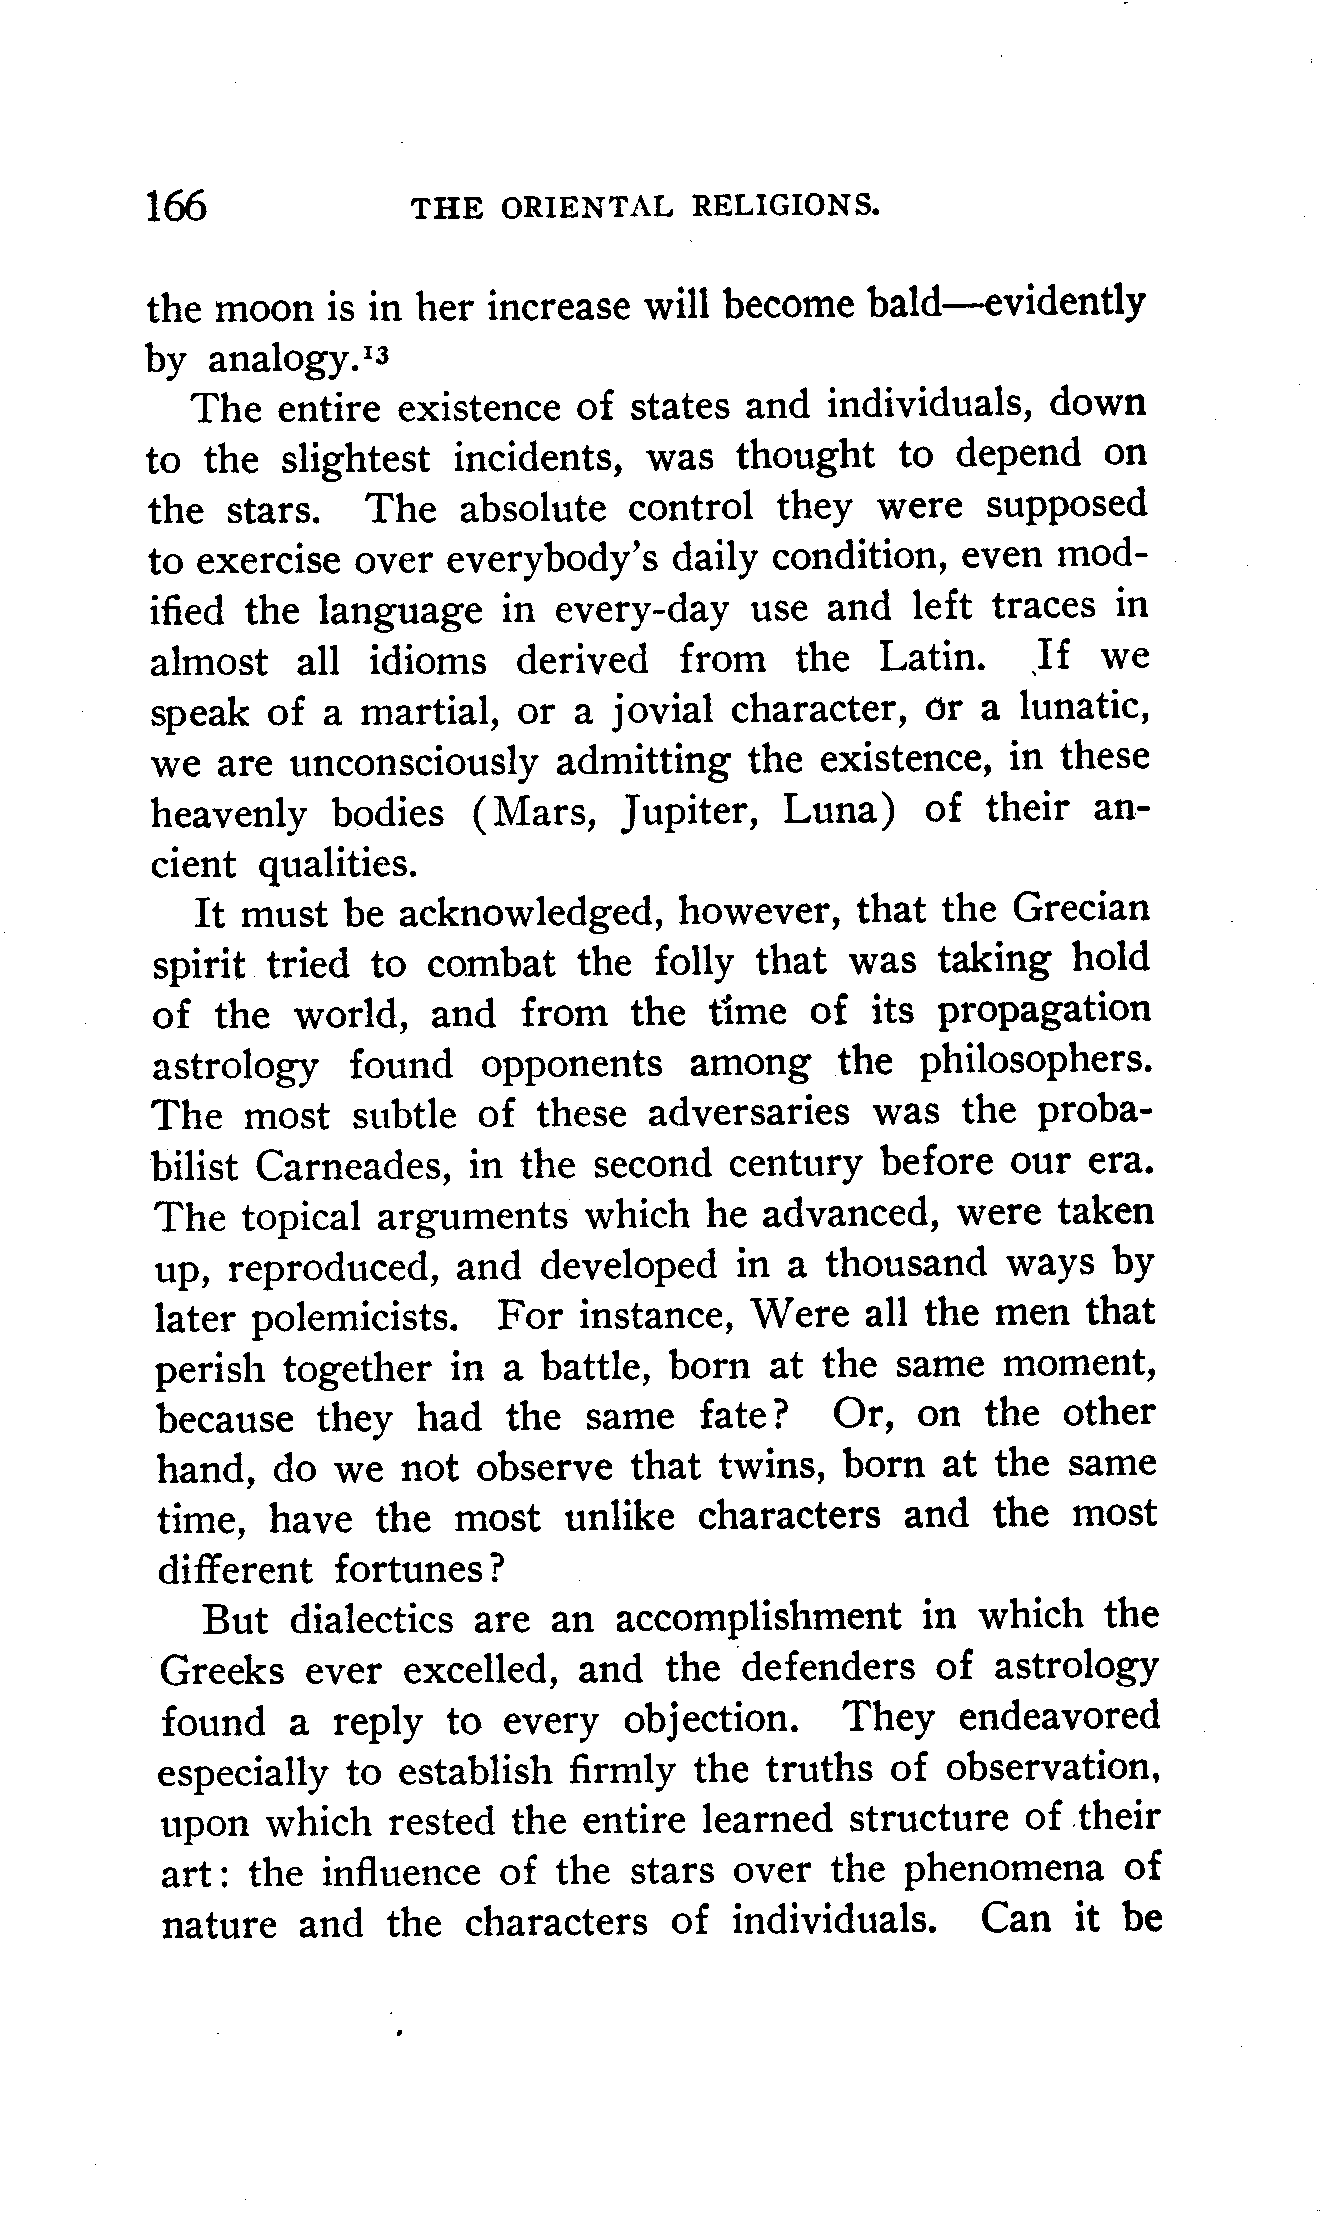 166 THE ORIENTAL RELIGIONS.
the moon is in her increase will become bald—evidently
by analogy.¹³
The entire existence of states and individuals, down
to the slightest incidents, was thought to depend on
the stars. The absolute control they were supposed
to exercise over everybody's daily condition, even mod-
ified the language in every-day use and left traces in
almost all idioms derived from the Latin. If we
speak of a martial, or a jovial character, or a lunatic,
we are unconsciously admitting the existence, in these
heavenly bodies (Mars, Jupiter, Luna) of their an-
cient qualities.
It must be acknowledged, however, that the Grecian
spirit tried to combat the folly that was taking hold
of the world, and from the time of its propagation
astrology found opponents among the philosophers.
The most subtle of these adversaries was the proba-
bilist Carneades, in the second century before our era.
The topical arguments which he advanced, were taken
up, reproduced, and developed in a thousand ways by
later polemicists. For instance, Were all the men that
perish together in a battle, born at the same moment,
because they had the same fate? Or, on the other
hand, do we not observe that twins, born at the same
time, have the most unlike characters and the most
different fortunes?
But dialectics are an accomplishment in which the
Greeks ever excelled, and the defenders of astrology
found a reply to every objection. They endeavored
especially to establish firmly the truths of observation,
upon which rested the entire learned structure of their
art: the influence of the stars over the phenomena of
nature and the characters of individuals. Can it be